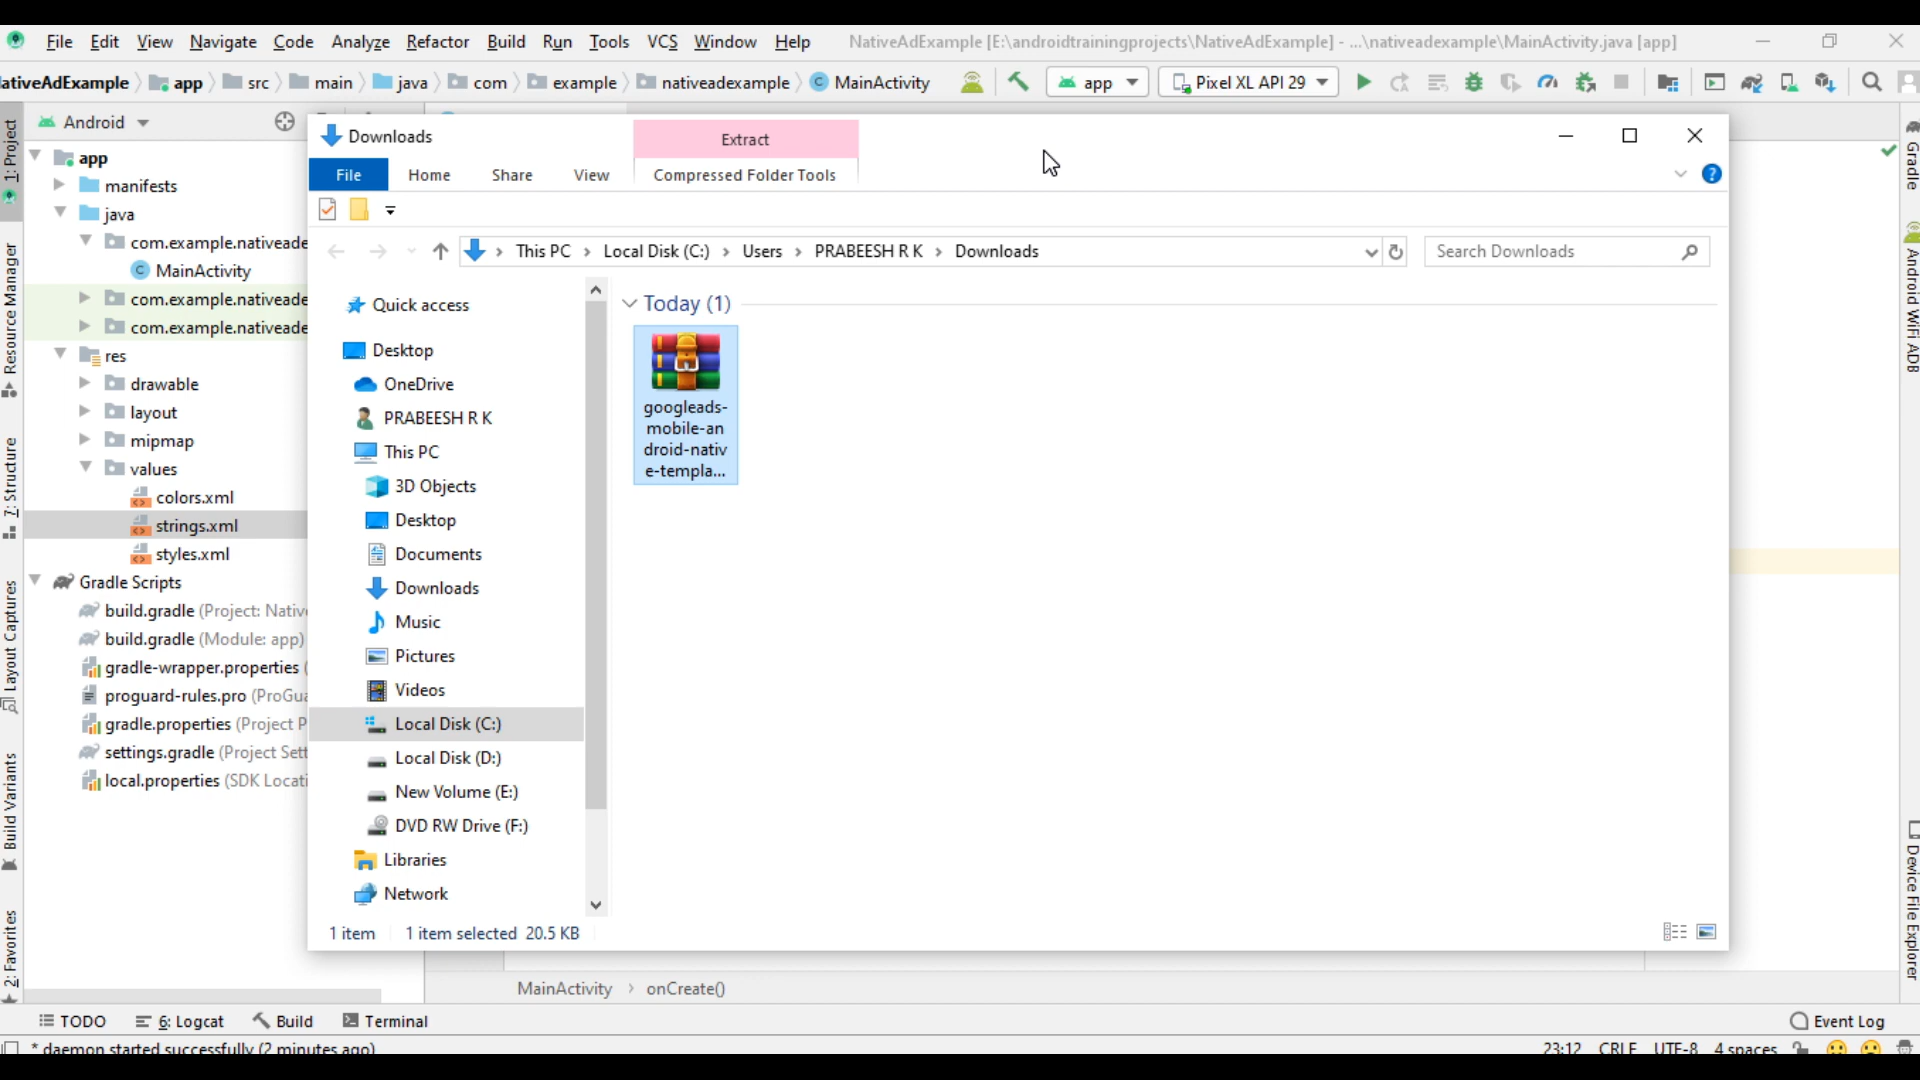 File Edit View Navigate Code Analyze Refactor Build Run Tools VCS Window Help NativeAdExample [E:\androidtrainingprojects\NativeAdExample] - ...\nativeadexample\MainActivity.java [app]
ativeAdExample app src main java com example nativeadexample MainActivity app Pixel XL API 29
1: Project
Resource Manager
7: Structure
Layout Captures
Build Variants
2: Favorites
Android
app
manifests
java
com.example.nativeade
MainActivity
com.example.nativeade
com.example.nativeade
res
drawable
layout
mipmap
values
colors.xml
strings.xml
styles.xml
Gradle Scripts
build.gradle (Project: Nativ
build.gradle (Module: app)
gradle-wrapper.properties (
proguard-rules.pro (ProGua
gradle.properties (Project P
settings.gradle (Project Sett
local.properties (SDK Locati
Downloads
Extract
File Home Share View Compressed Folder Tools
This PC › Local Disk (C:) › Users › PRABEESH R K › Downloads
Search Downloads
Quick access
Desktop
OneDrive
PRABEESH R K
This PC
3D Objects
Desktop
Documents
Downloads
Music
Pictures
Videos
Local Disk (C:)
Local Disk (D:)
New Volume (E:)
DVD RW Drive (F:)
Libraries
Network
Today (1)
googleads-
mobile-an
droid-nativ
e-templa...
1 item 1 item selected 20.5 KB
Gradle
Android WiFi ADB
Device File Explorer
MainActivity › onCreate()
TODO 6: Logcat Build Terminal Event Log
* daemon started successfully (2 minutes ago) 23:12 CRLF UTF-8 4 spaces